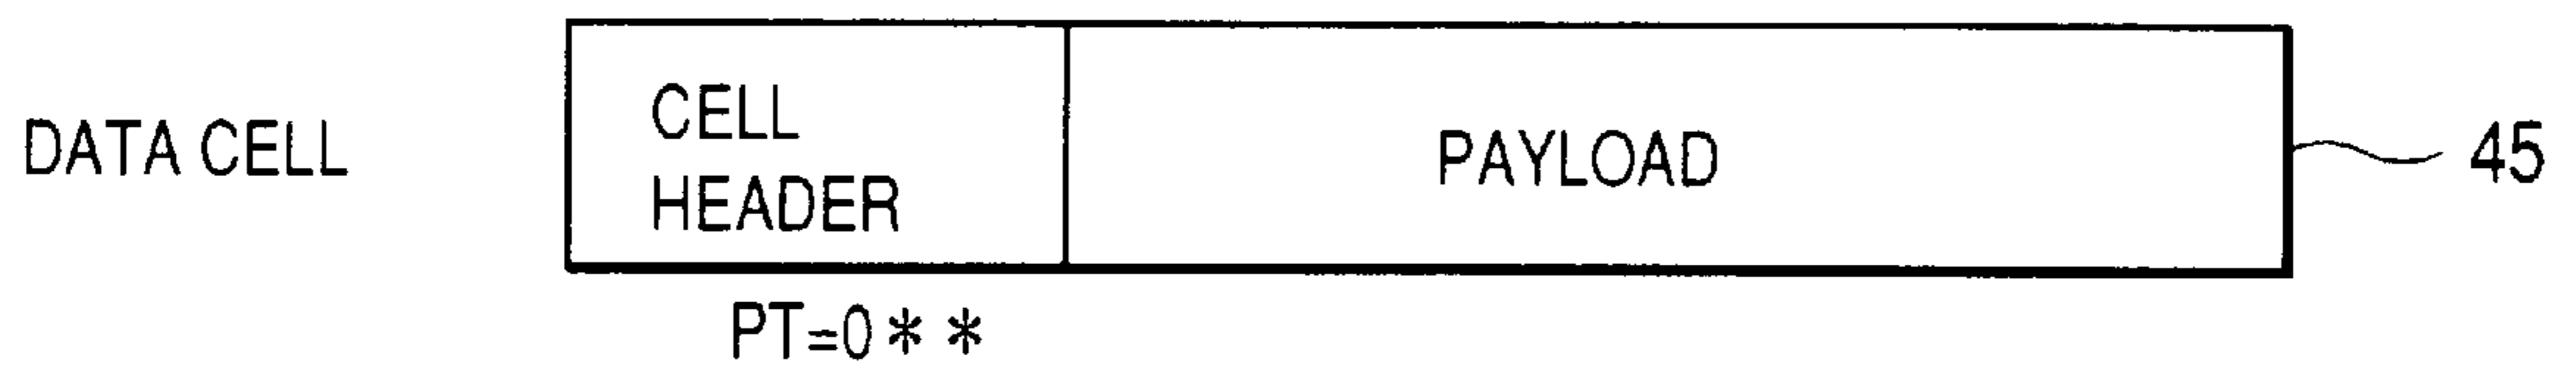 DATA CELL
CELL
HEADER
PAYLOAD
45
PT=0 * *